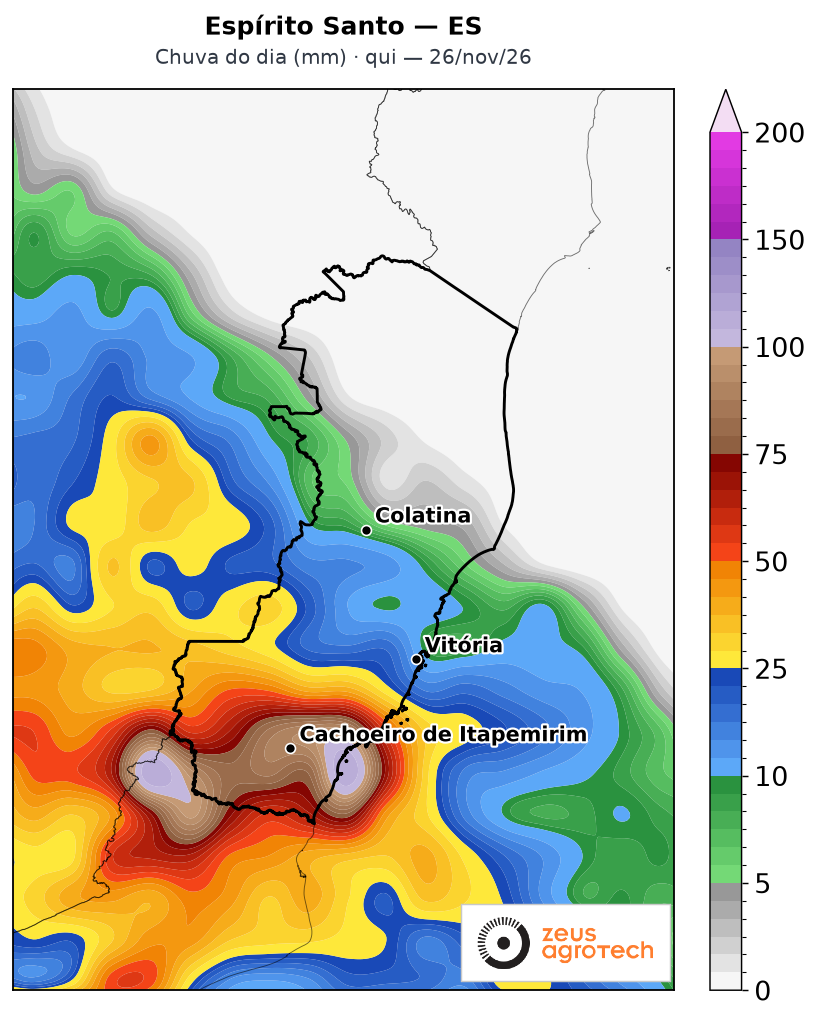 Espírito Santo — ES
Chuva do dia (mm) · qui — 26/nov/26
200
150
100
75
50
25
10
5
0
Colatina
Vitória
Cachoeiro de Itapemirim
zeus
agrotech